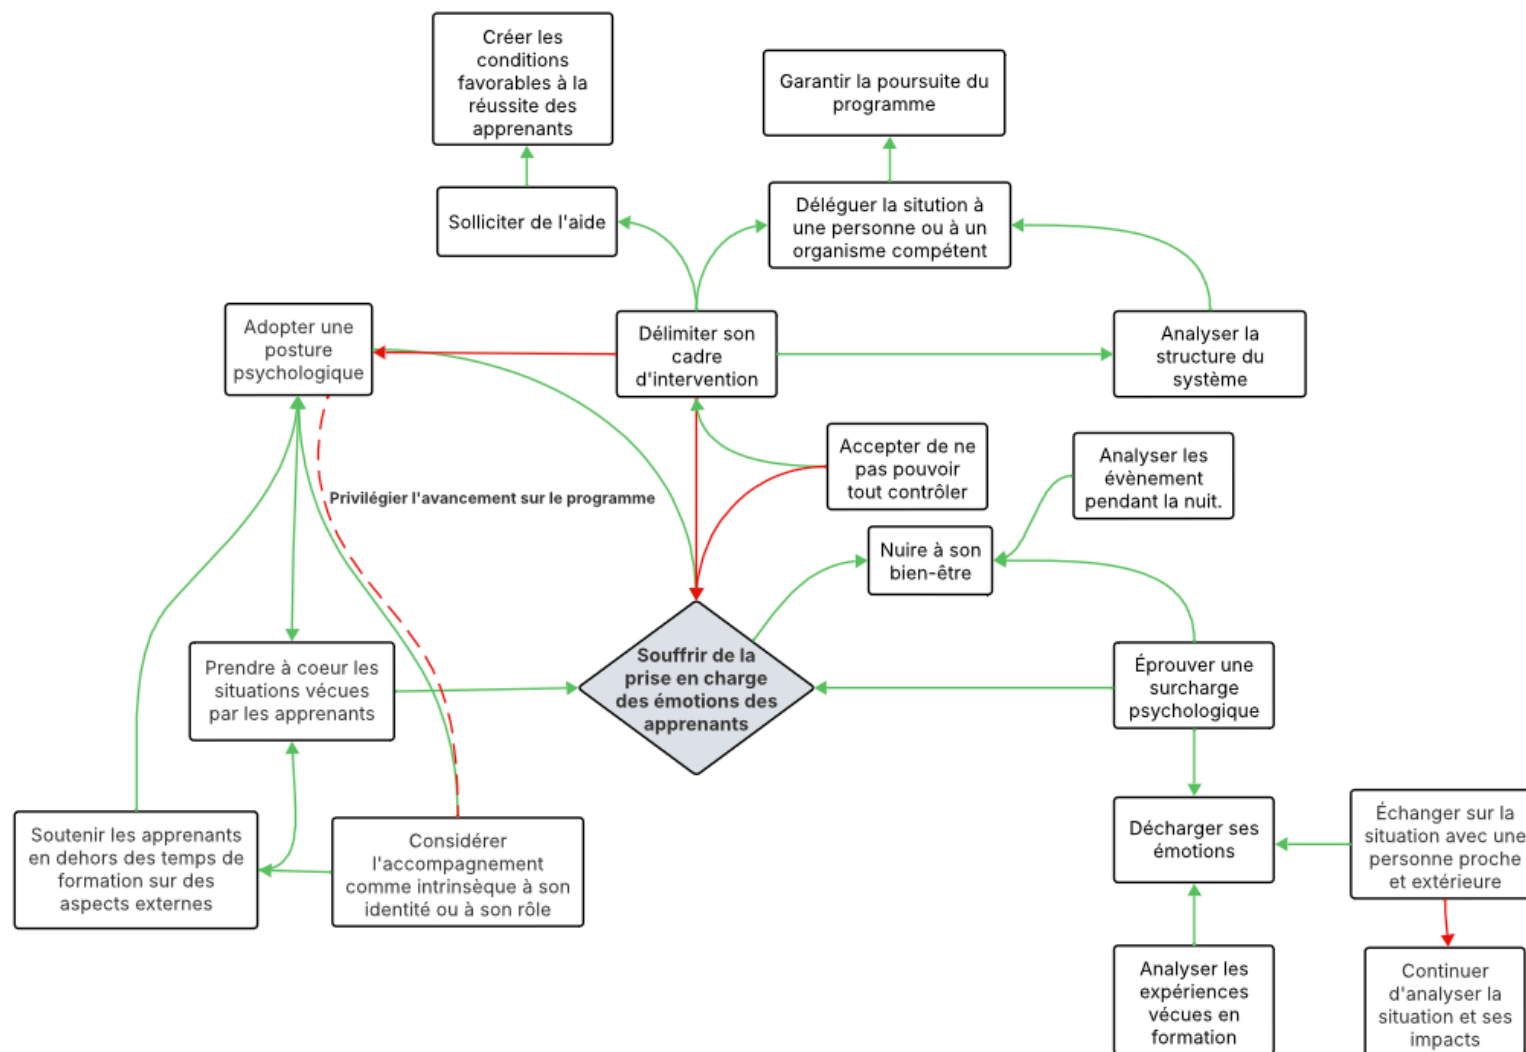 Créer les
conditions
favorables à la
réussite des
apprenants
Garantir la poursuite du
programme
Solliciter de l'aide
Déléguer la sitution à
une personne ou à un
organisme compétent
Adopter une
posture
psychologique
Délimiter son
cadre
d'intervention
Analyser la
structure du
système
Accepter de ne
pas pouvoir
tout contrôler
Analyser les
évènement
pendant la nuit.
Privilégier l'avancement sur le programme
Nuire à son
bien-être
Prendre à coeur les
situations vécues
par les apprenants
Souffrir de la
prise en charge
des émotions des
apprenants
Éprouver une
surcharge
psychologique
Soutenir les apprenants
en dehors des temps de
formation sur des
aspects externes
Considérer
l'accompagnement
comme intrinsèque à son
identité ou à son rôle
Décharger ses
émotions
Échanger sur la
situation avec une
personne proche
et extérieure
Analyser les
expériences
vécues en
formation
Continuer
d'analyser la
situation et ses
impacts